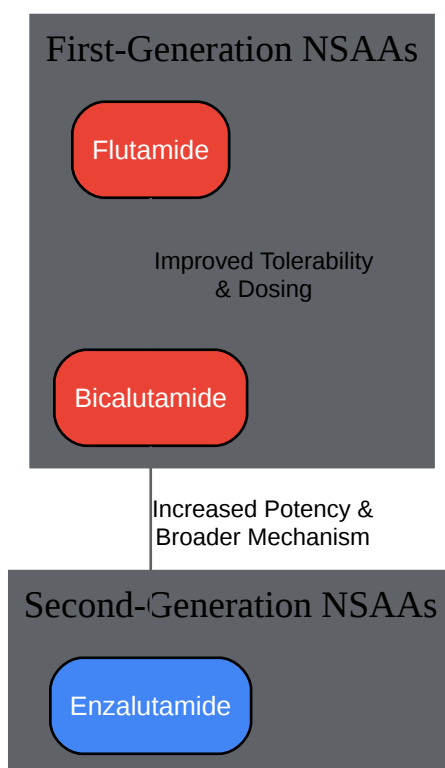 First-Generation NSAAs
Flutamide
Improved Tolerability
& Dosing
Bicalutamide
Increased Potency &
Broader Mechanism
Second-Generation NSAAs
Enzalutamide